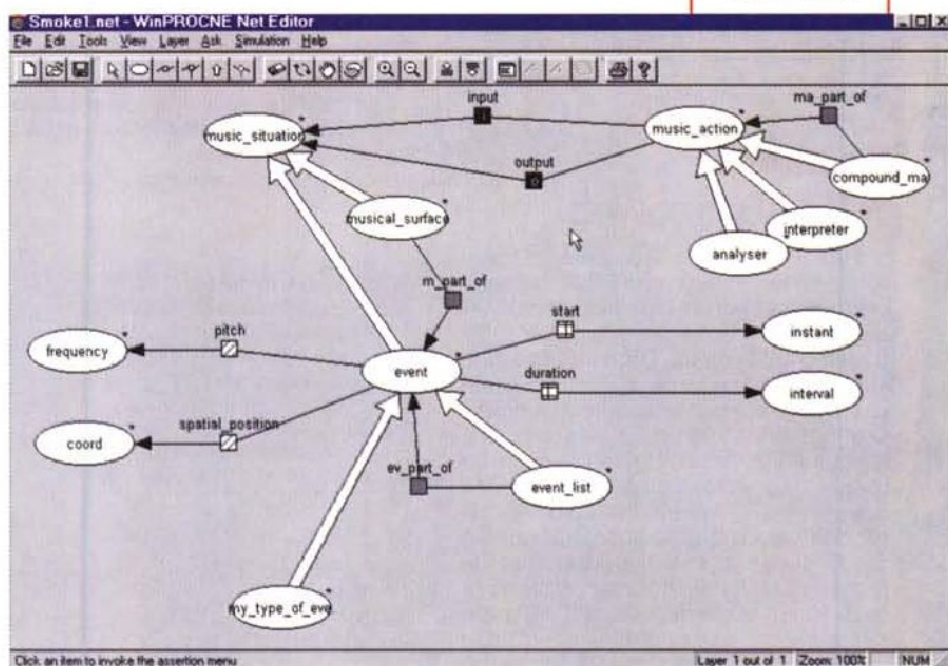 Smoke1.net - WinPROCNE Net Editor
File Edit Tools View Layer Ask Simulation Help
input
ma_part_of
music_situation
music_action
output
compound_ma
musical_surface
interpreter
analyser
m_part_of
start
pitch
instant
frequency
event
duration
interval
spatial_position
coord
ev_part_of
event_list
my_type_of_eve
Click an item to invoke the assertion menu
Layer 1 out of 1 Zoom: 100% NUM